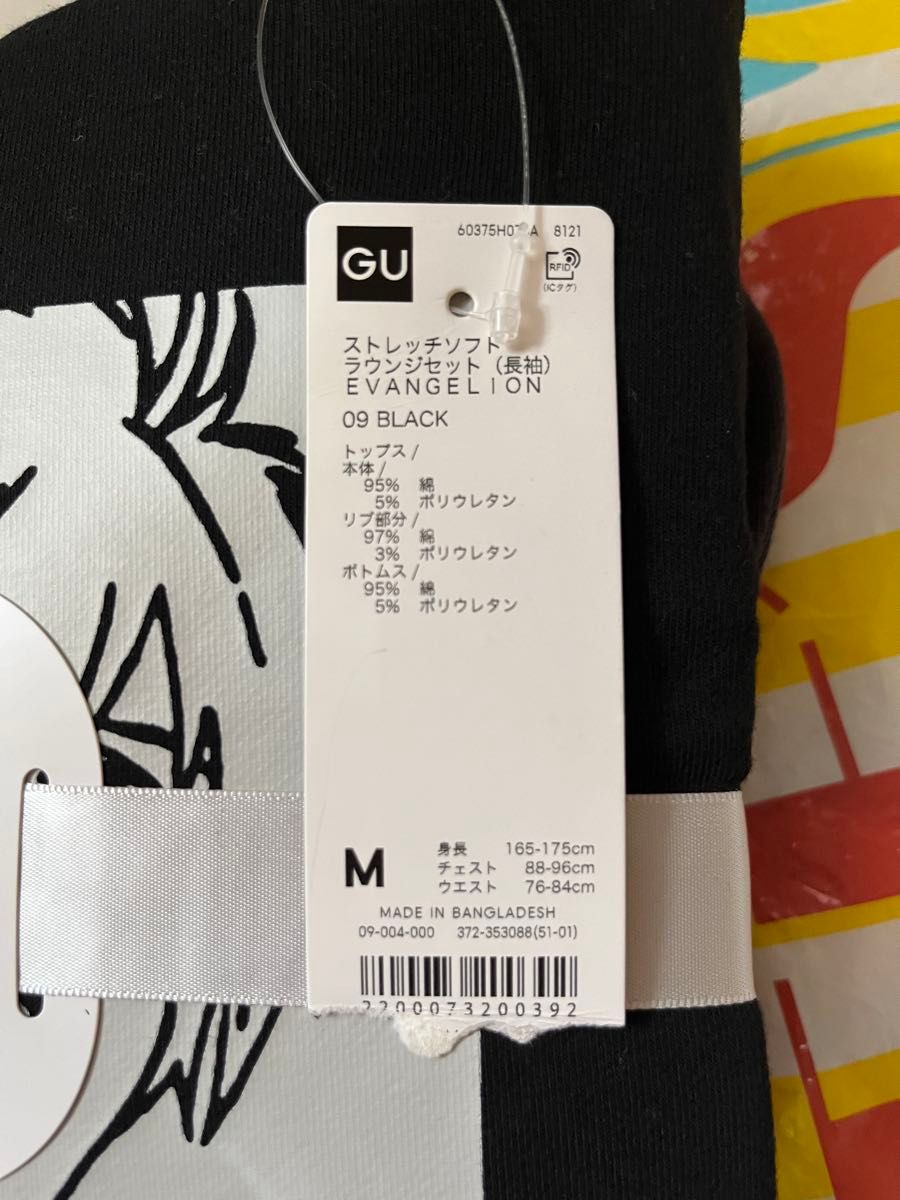 GU
8121
RFID
(ICタグ)
ストレッチソフト
ラウンジセット（長袖）
EVANGELION
09 BLACK
トップス/
本体/
95% 綿
5% ポリウレタン
リブ部分/
97% 綿
3% ポリウレタン
ボトムス/
95% 綿
5% ポリウレタン
M
身長 165-175cm
チェスト 88-96cm
ウエスト 76-84cm
MADE IN BANGLADESH
09-004-000 372-353088(51-01)
2200073200392